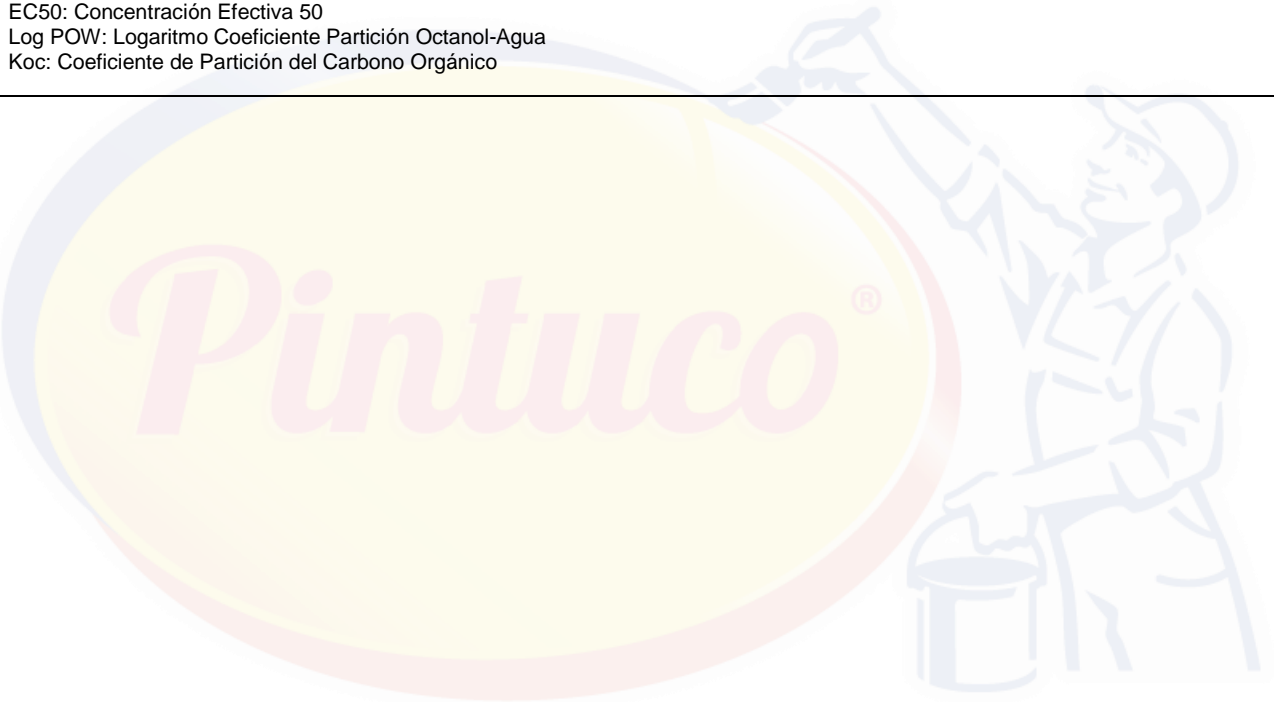 EC50: Concentración Efectiva 50
Log POW: Logaritmo Coeficiente Partición Octanol-Agua
Koc: Coeficiente de Partición del Carbono Orgánico
Pintuco®